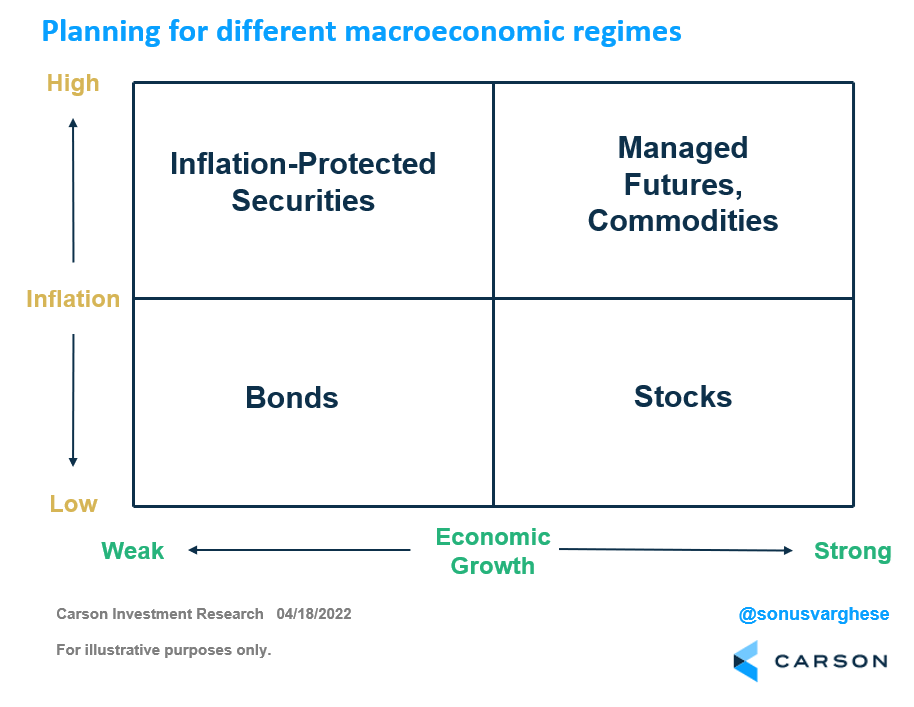 Planning for different macroeconomic regimes
High
Inflation-Protected
Securities
Managed
Futures,
Commodities
Inflation
Bonds
Stocks
Low
Weak
Economic
Growth
Strong
Carson Investment Research 04/18/2022
@sonusvarghese
For illustrative purposes only.
CARSON